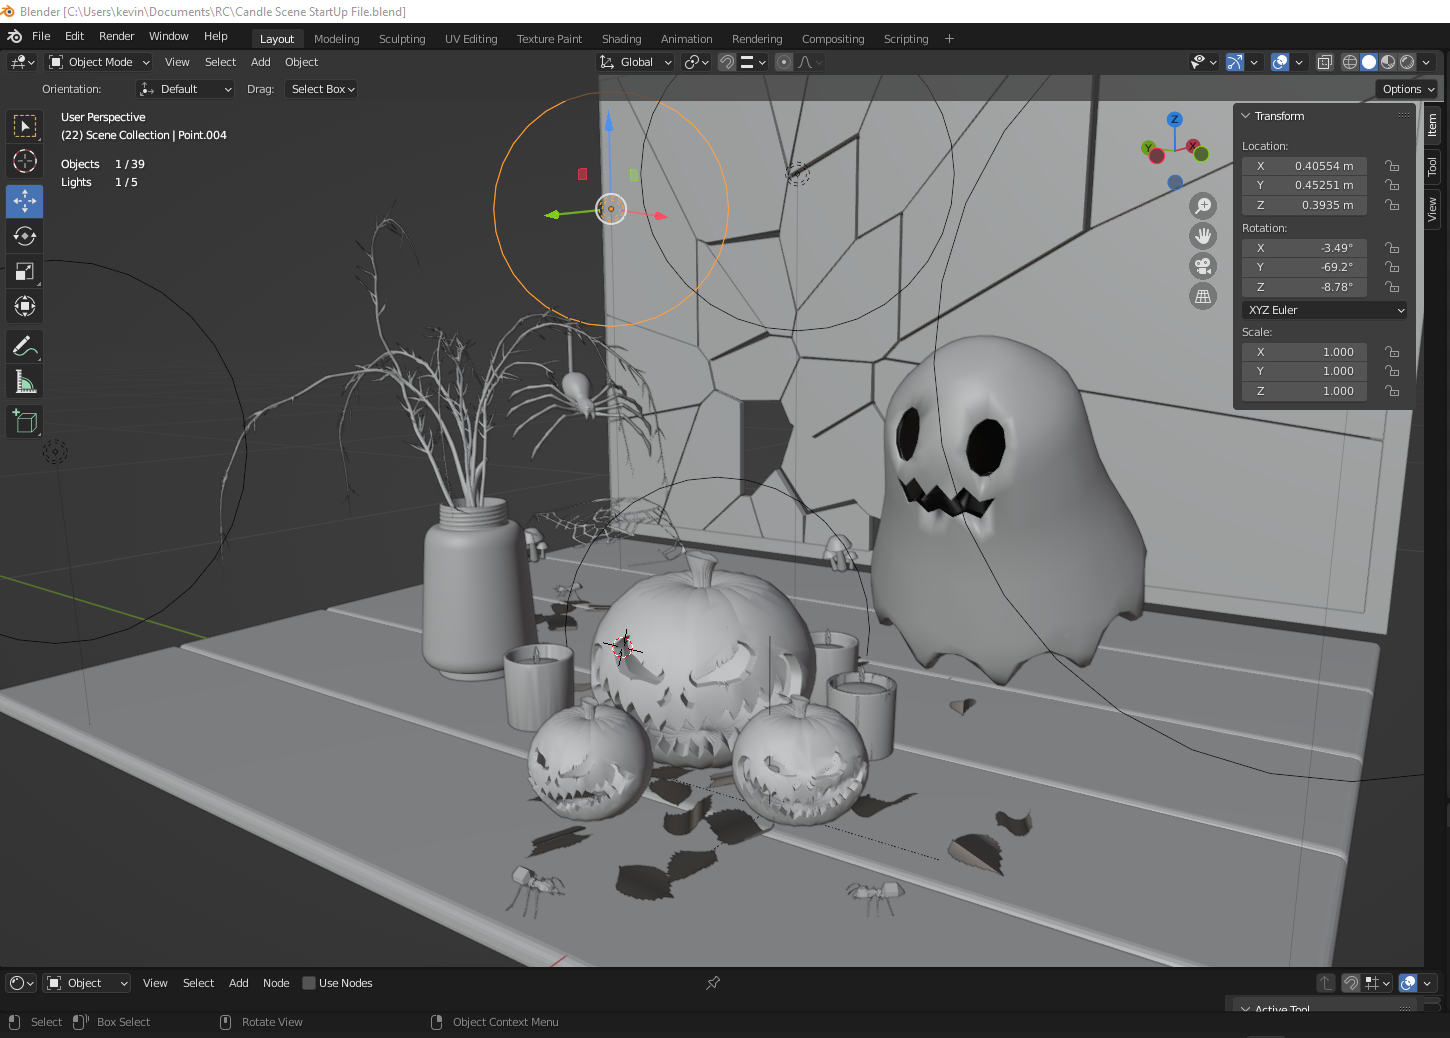 Blender [C:\Users\kevin\Documents\RC\Candle Scene StartUp File.blend]
File Edit Render Window Help Layout Modeling Sculpting UV Editing Texture Paint Shading Animation Rendering Compositing Scripting +
Object Mode View Select Add Object Global
Orientation: Default Drag: Select Box Options
User Perspective
(22) Scene Collection | Point.004
Objects 1 / 39
Lights 1 / 5
Z
Y
X
Transform
Location:
X 0.40554 m
Y 0.45251 m
Z 0.3935 m
Rotation:
X -3.49°
Y -69.2°
Z -8.78°
XYZ Euler
Scale:
X 1.000
Y 1.000
Z 1.000
Item
Tool
View
Object View Select Add Node Use Nodes
Active Tool
Select Box Select Rotate View Object Context Menu